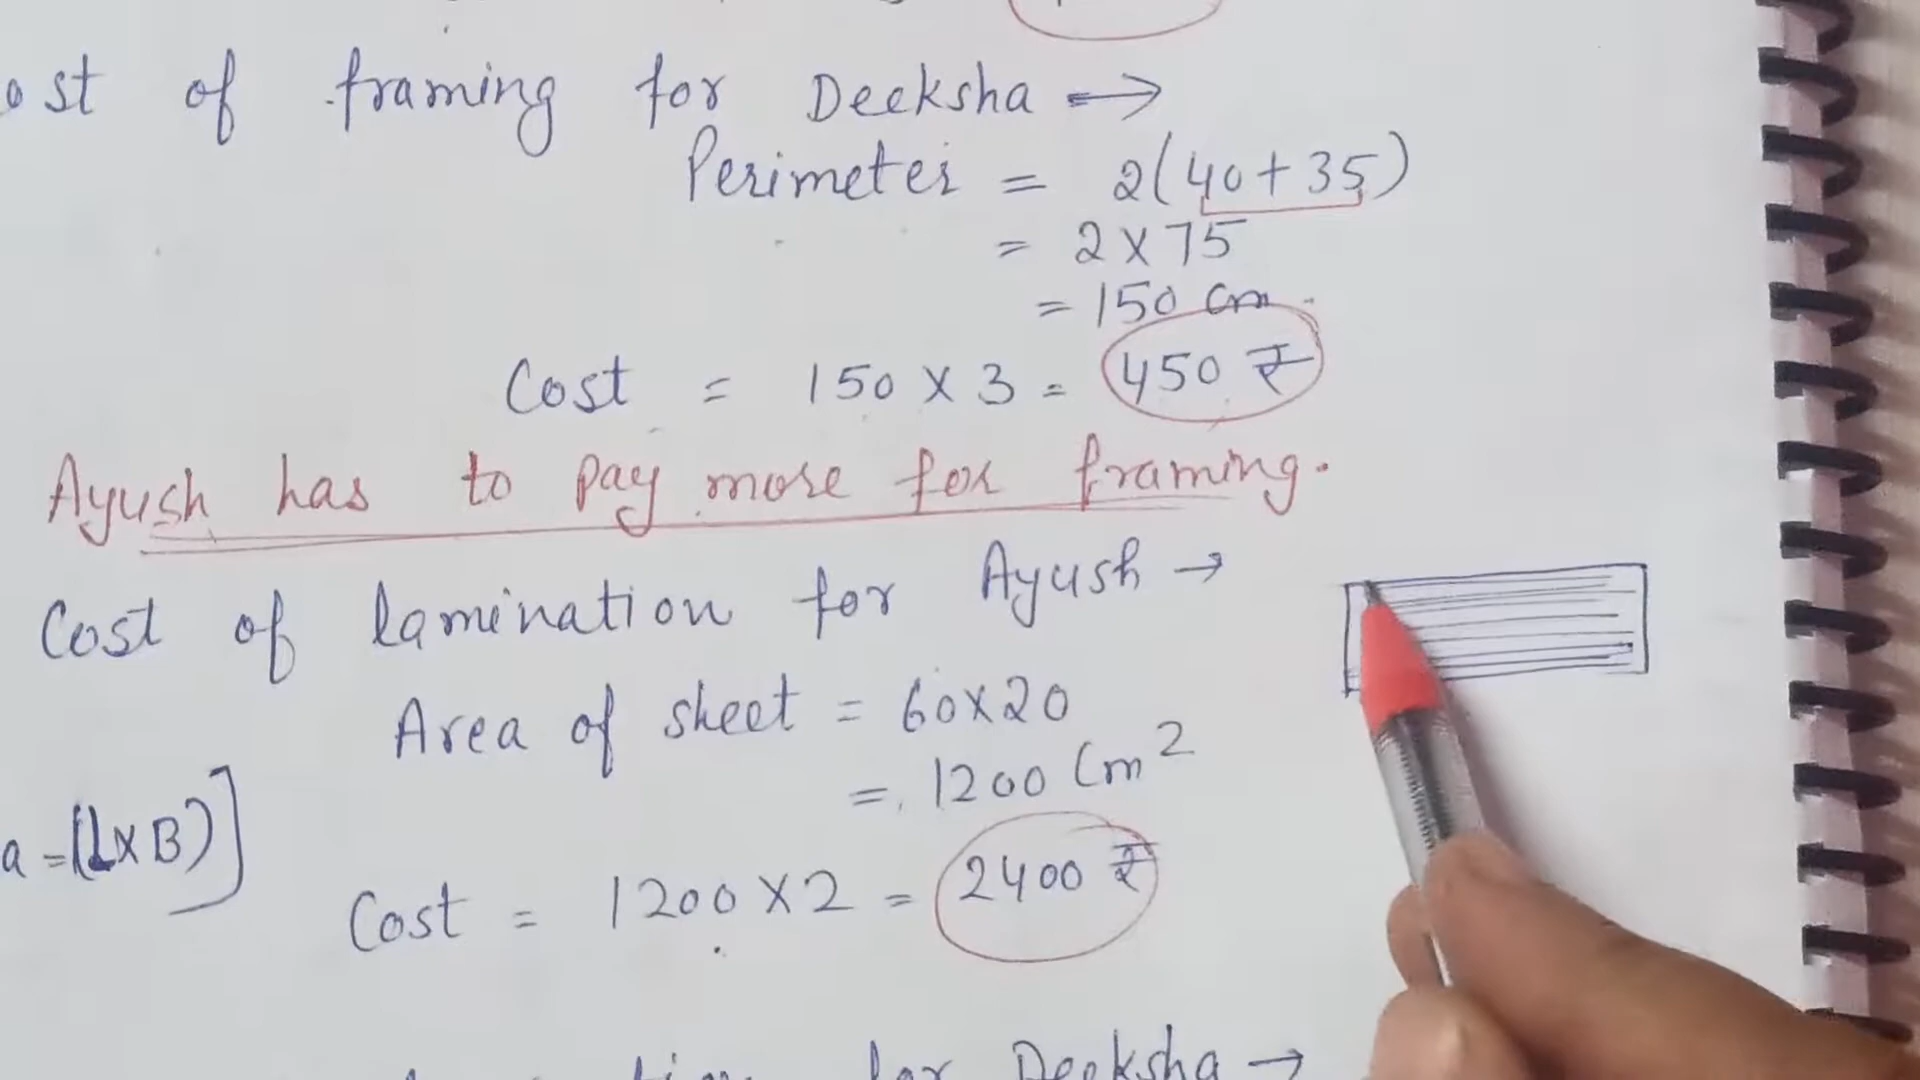 ost of framing for Deeksha →
Perimeter = 2(40+35)
= 2×75
= 150 cm
Cost = 150 × 3 = 450 ₹
Ayush has to pay more for framing.
Cost of lamination for Ayush →
Area of sheet = 60×20
= 1200 Cm²
a = (L×B)]
Cost = 1200 × 2 = 2400 ₹
for Deeksha →